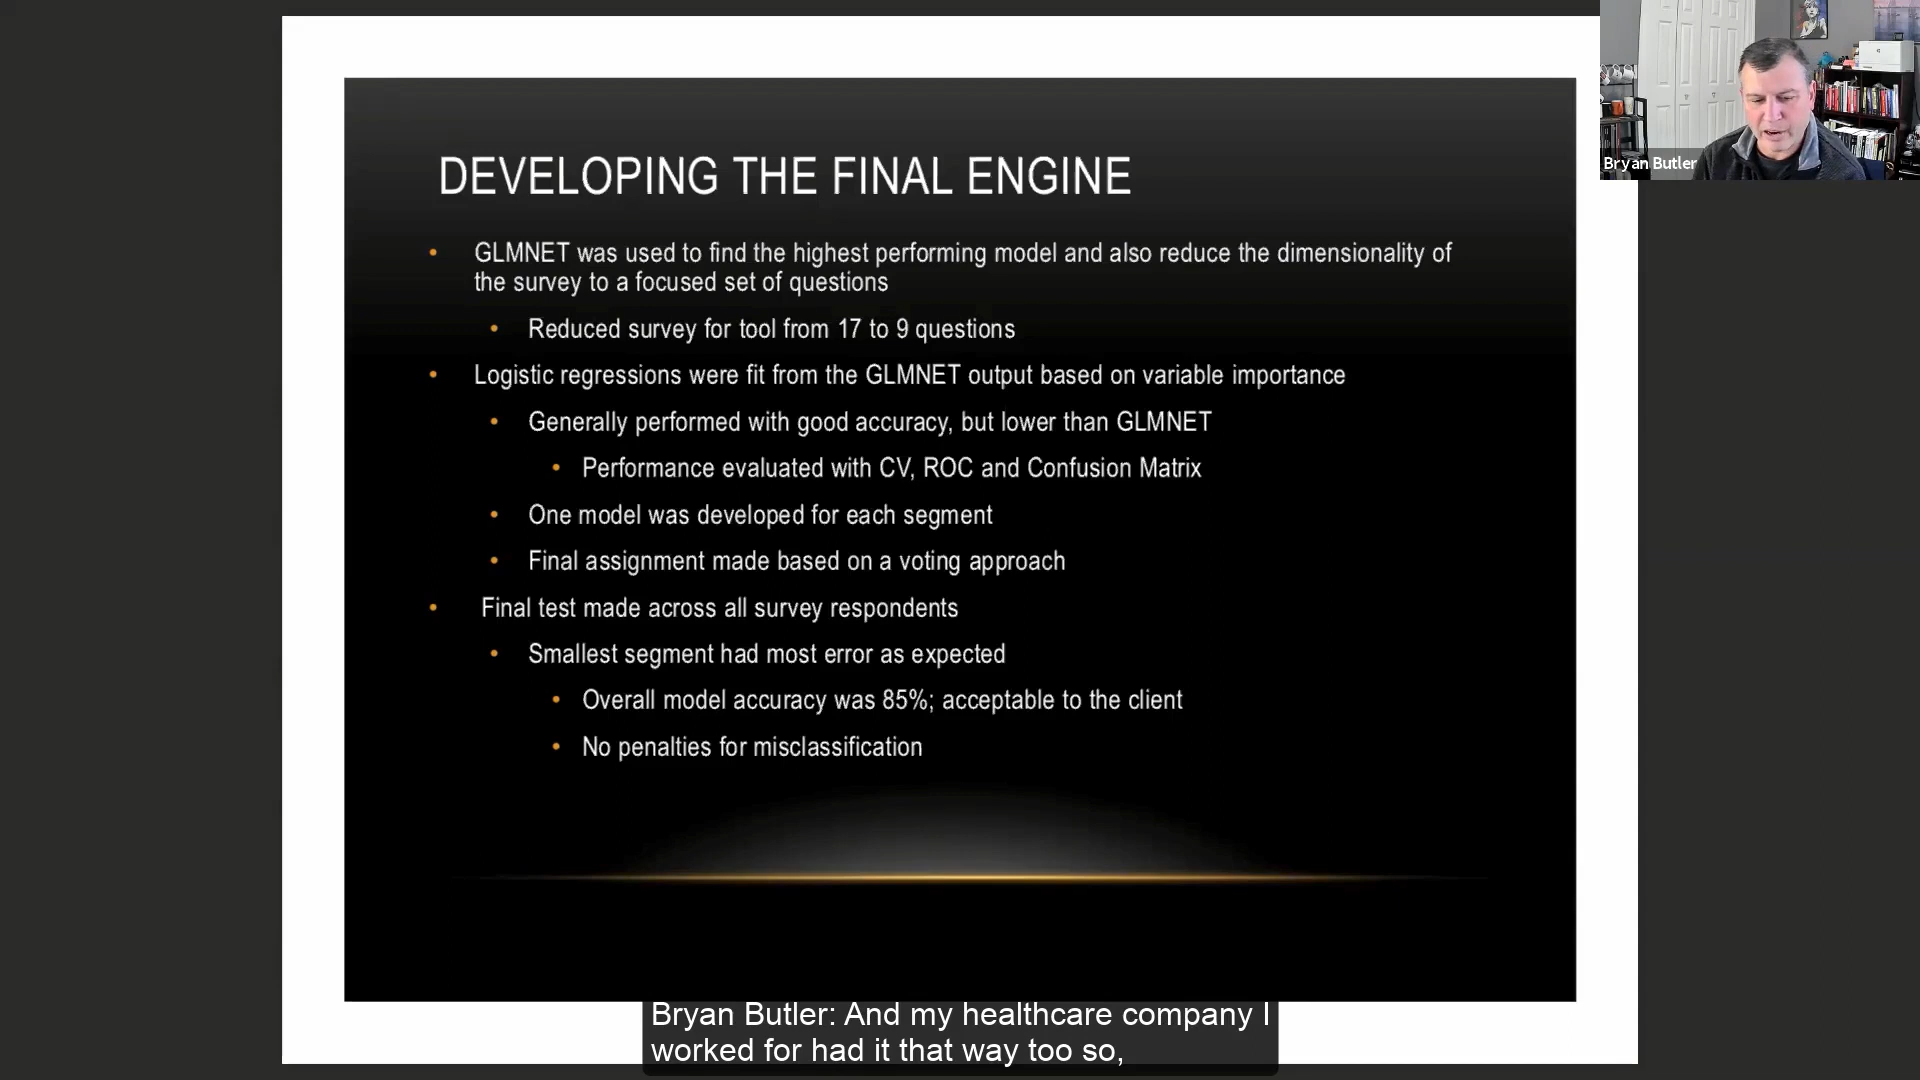 DEVELOPING THE FINAL ENGINE
• GLMNET was used to find the highest performing model and also reduce the dimensionality of
the survey to a focused set of questions
• Reduced survey for tool from 17 to 9 questions
• Logistic regressions were fit from the GLMNET output based on variable importance
• Generally performed with good accuracy, but lower than GLMNET
• Performance evaluated with CV, ROC and Confusion Matrix
• One model was developed for each segment
• Final assignment made based on a voting approach
• Final test made across all survey respondents
• Smallest segment had most error as expected
• Overall model accuracy was 85%; acceptable to the client
• No penalties for misclassification
Bryan Butler
Bryan Butler: And my healthcare company I
worked for had it that way too so,